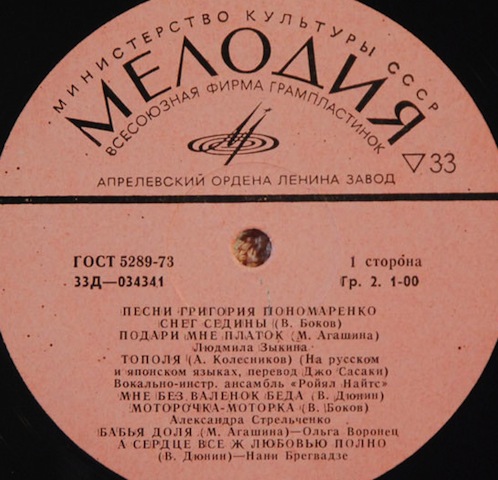 МИНИСТЕРСТВО КУЛЬТУРЫ СССР
МЕЛОДИЯ
ВСЕСОЮЗНАЯ ФИРМА ГРАМПЛАСТИНОК
▽33
АПРЕЛЕВСКИЙ ОРДЕНА ЛЕНИНА ЗАВОД
ГОСТ 5289-73
1 сторона
33Д—034341
Гр. 2. 1-00
ПЕСНИ ГРИГОРИЯ ПОНОМАРЕНКО
СНЕГ СЕДИНЫ (В. Боков)
ПОДАРИ МНЕ ПЛАТОК (М. Агашина)
Людмила Зыкина
ТОПОЛЯ (А. Колесников) (На русском
и японском языках, перевод Джо Сасаки)
Вокально-инстр. ансамбль «Ройял Найтс»
МНЕ БЕЗ ВАЛЕНОК БЕДА (В. Дюнин)
МОТОРОЧКА-МОТОРКА (В. Боков)
Александра Стрельченко
БАБЬЯ ДОЛЯ (М. Агашина)—Ольга Воронец
А СЕРДЦЕ ВСЕ Ж ЛЮБОВЬЮ ПОЛНО
(В. Дюнин)—Нани Брегвадзе